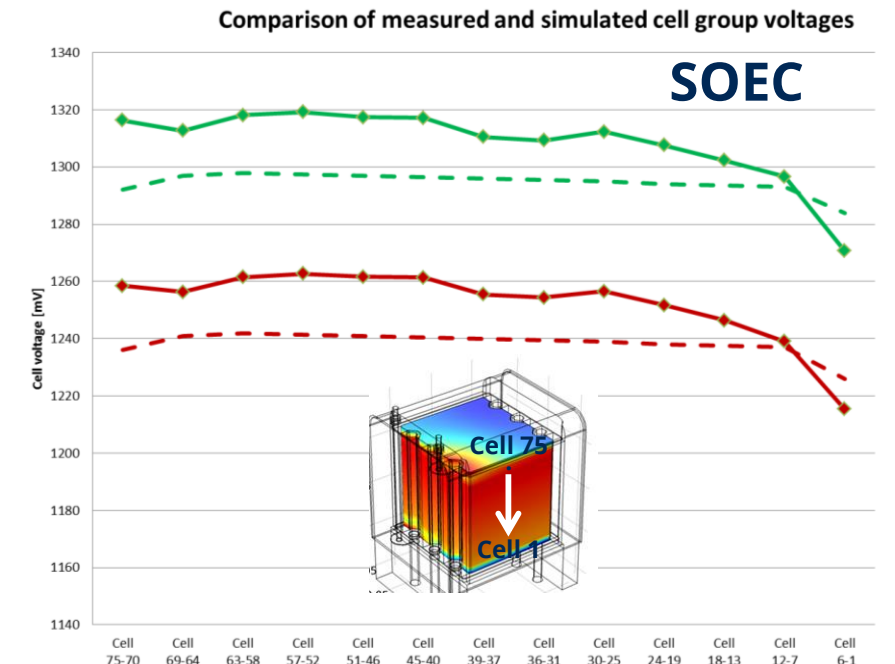 Comparison of measured and simulated cell group voltages
SOEC
Cell voltage [mV]
1340
1320
1300
1280
1260
1240
1220
1200
1180
1160
1140
Cell 75
Cell 1
Cell Cell Cell Cell Cell Cell Cell Cell Cell Cell Cell Cell Cell
75-70 69-64 63-58 57-52 51-46 45-40 39-37 36-31 30-25 24-19 18-13 12-7 6-1